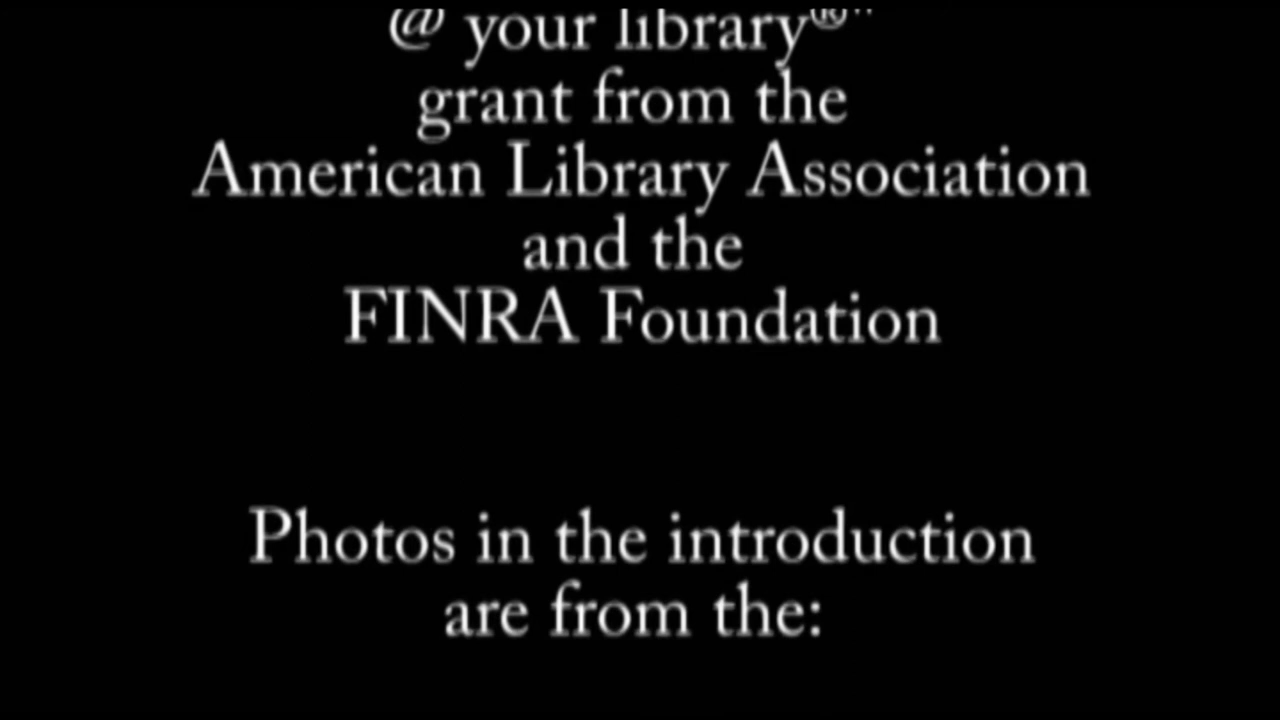 @ your library®"
grant from the
American Library Association
and the
FINRA Foundation
Photos in the introduction
are from the: